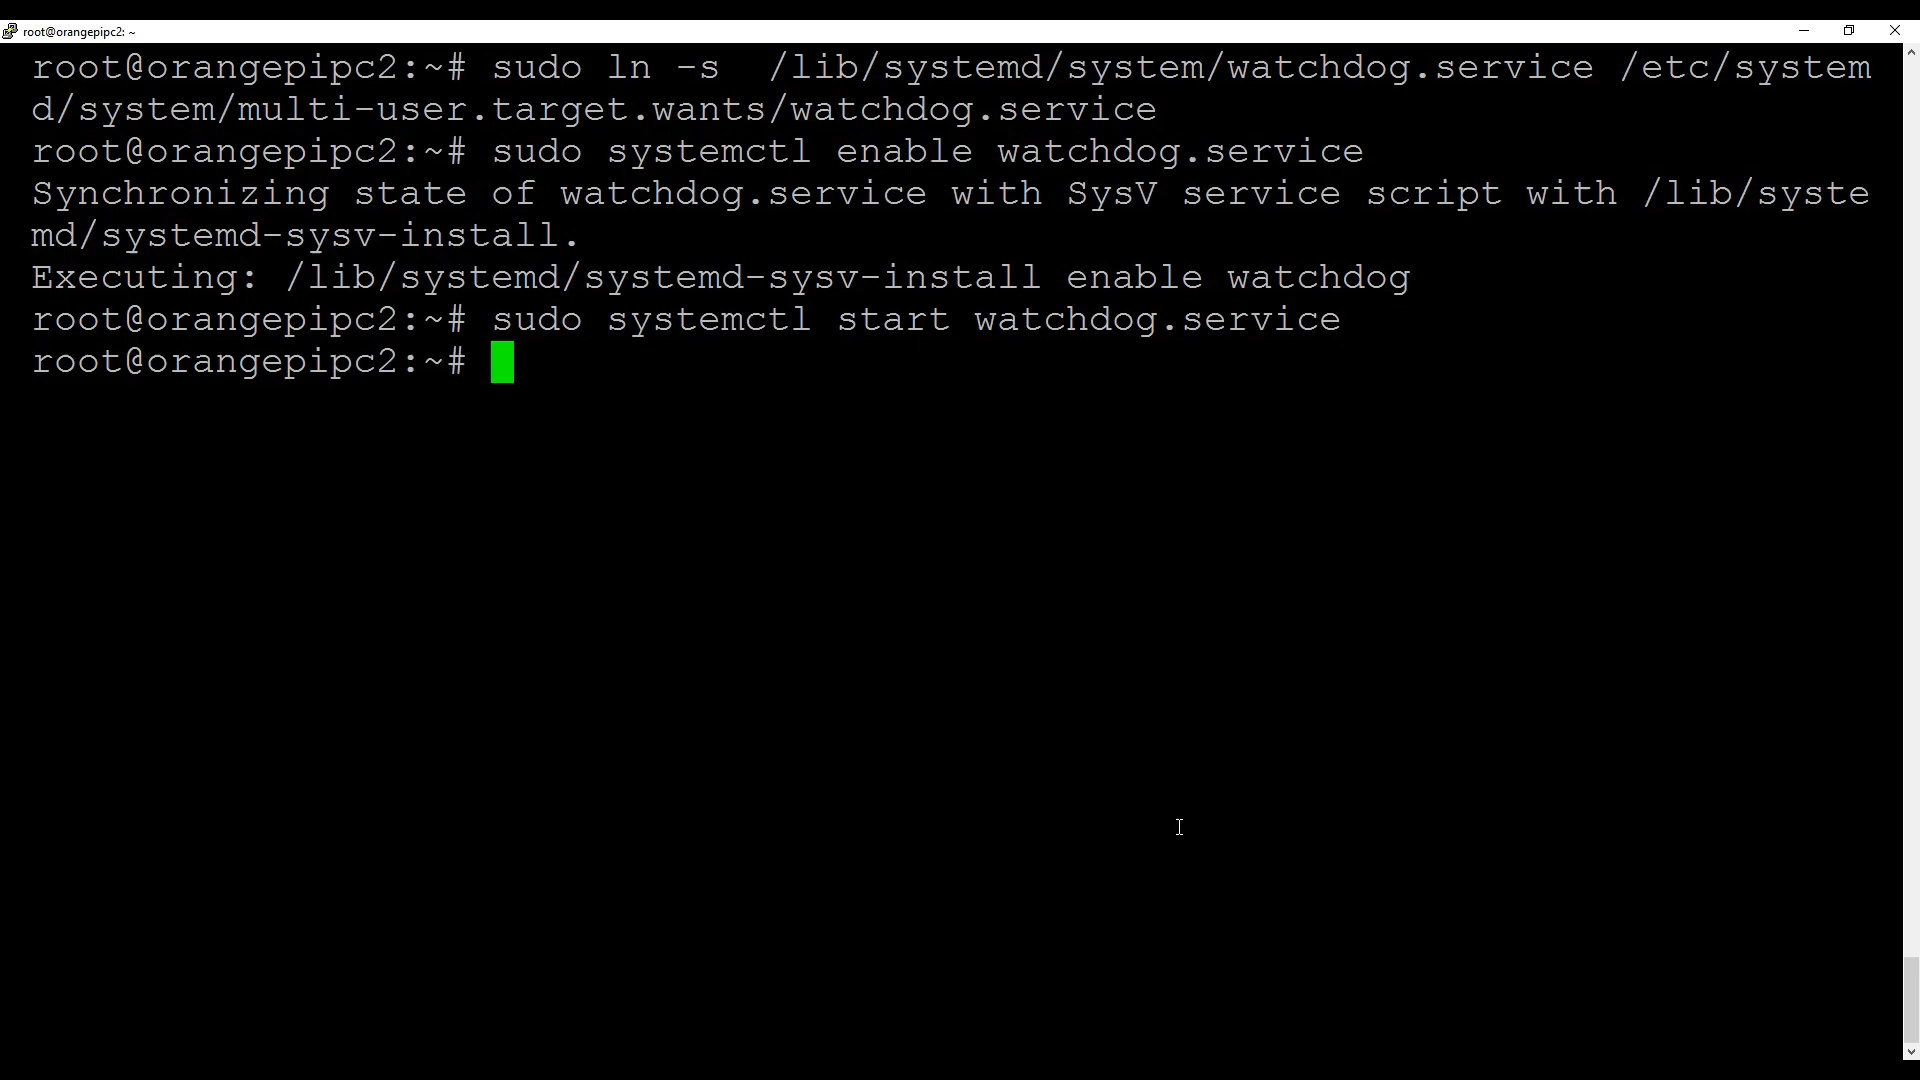 root@orangepipc2: ~
root@orangepipc2:~# sudo ln -s  /lib/systemd/system/watchdog.service /etc/system
d/system/multi-user.target.wants/watchdog.service
root@orangepipc2:~# sudo systemctl enable watchdog.service
Synchronizing state of watchdog.service with SysV service script with /lib/syste
md/systemd-sysv-install.
Executing: /lib/systemd/systemd-sysv-install enable watchdog
root@orangepipc2:~# sudo systemctl start watchdog.service
root@orangepipc2:~#